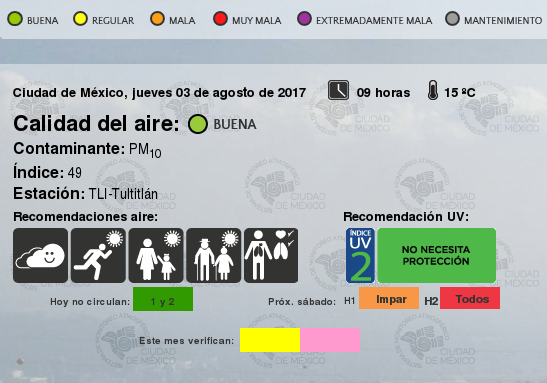 BUENA REGULAR MALA MUY MALA EXTREMADAMENTE MALA MANTENIMIENTO
Ciudad de México, jueves 03 de agosto de 2017 09 horas 15 ºC
Calidad del aire: BUENA
Contaminante: PM10
Índice: 49
Estación: TLI-Tultitlán
Recomendaciones aire: Recomendación UV:
ÍNDICE
UV
2
NO NECESITA
PROTECCIÓN
Hoy no circulan: 1 y 2 Próx. sábado: H1 Impar H2 Todos
Este mes verifican:
CIUDAD
DE MÉXICO